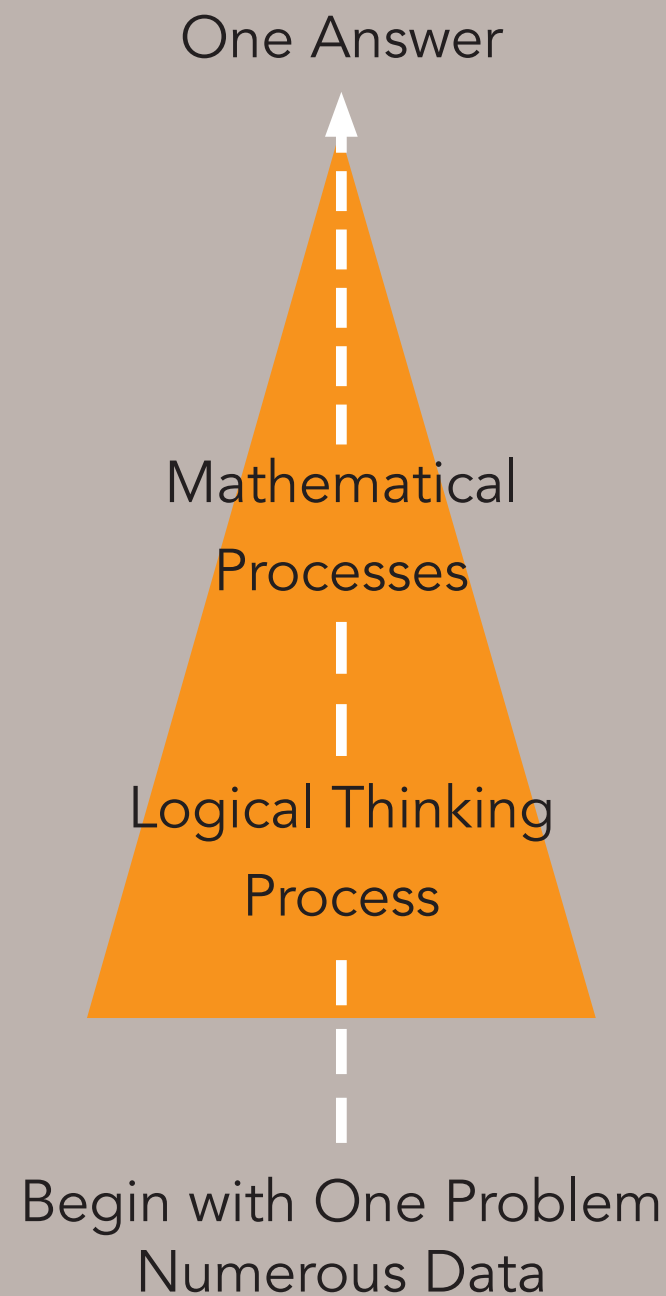 One Answer
Mathematical
Processes
Logical Thinking
Process
Begin with One Problem
Numerous Data